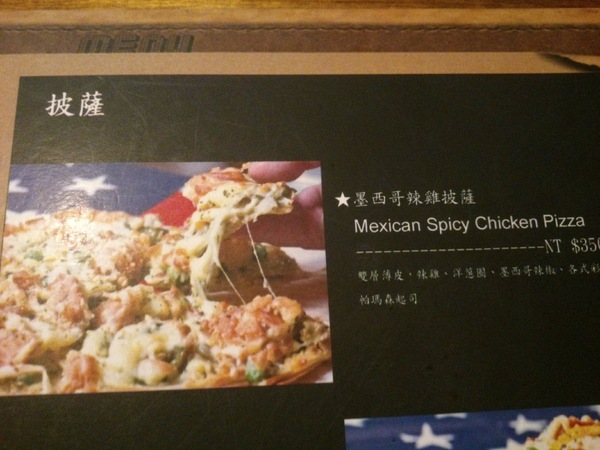 MENU
披薩
★墨西哥辣雞披薩
Mexican Spicy Chicken Pizza
----------------------NT $350
雙層薄皮、辣雞、洋蔥圈、墨西哥辣椒、各式彩
帕瑪森起司